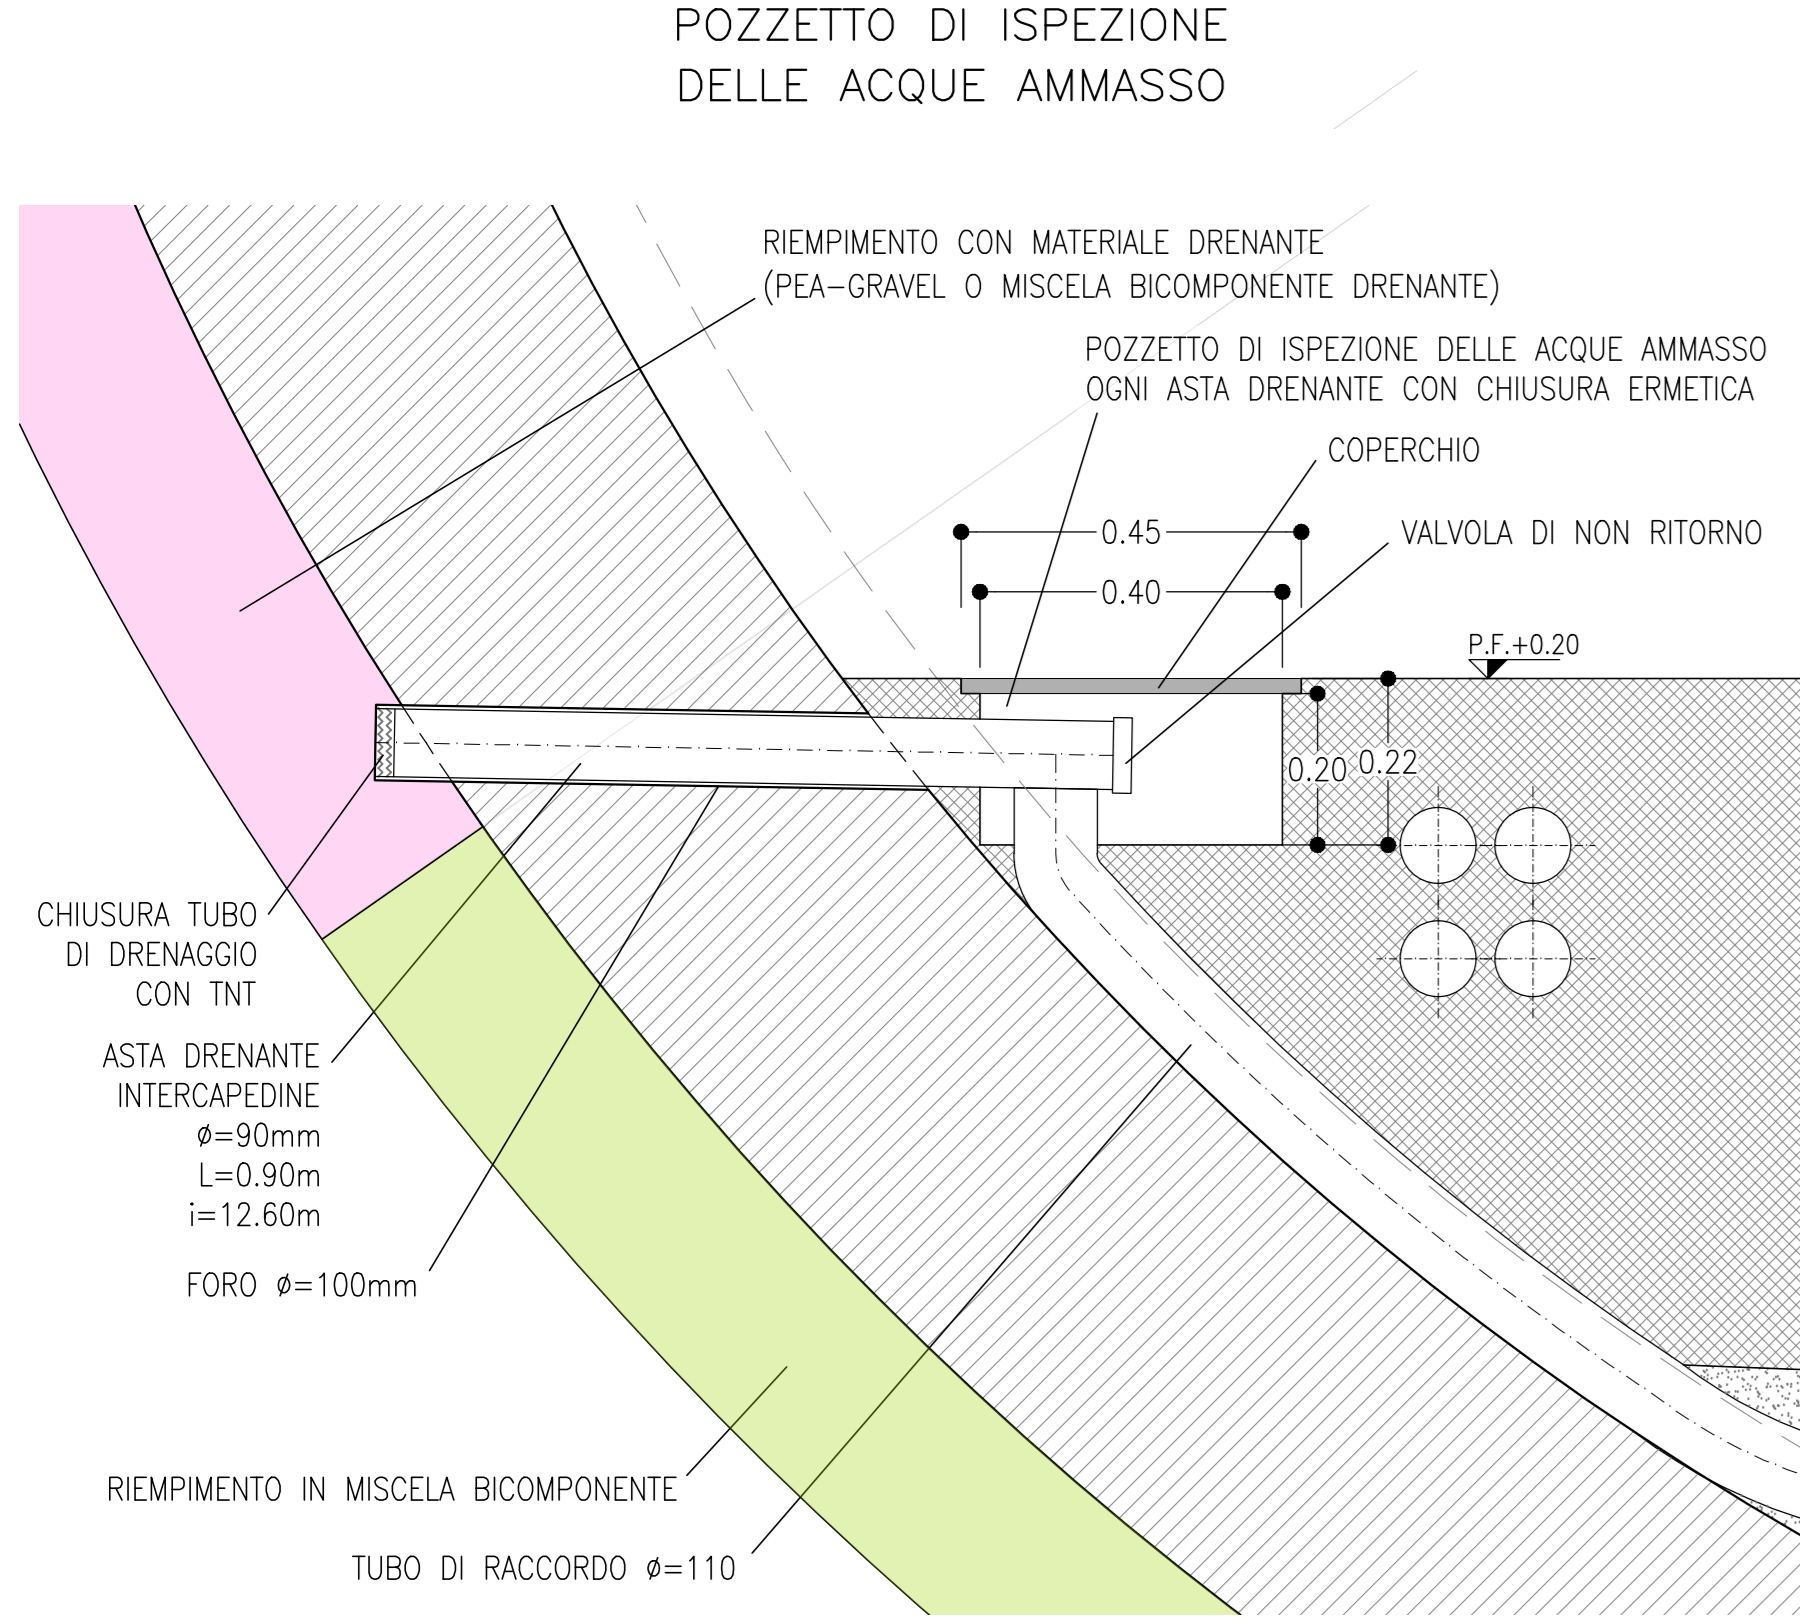 POZZETTO DI ISPEZIONE
DELLE ACQUE AMMASSO
RIEMPIMENTO CON MATERIALE DRENANTE
(PEA-GRAVEL O MISCELA BICOMPONENTE DRENANTE)
POZZETTO DI ISPEZIONE DELLE ACQUE AMMASSO
OGNI ASTA DRENANTE CON CHIUSURA ERMETICA
COPERCHIO
VALVOLA DI NON RITORNO
0.45
0.40
P.F.+0.20
0.20
0.22
CHIUSURA TUBO
DI DRENAGGIO
CON TNT
ASTA DRENANTE
INTERCAPEDINE
ø=90mm
L=0.90m
i=12.60m
FORO ø=100mm
RIEMPIMENTO IN MISCELA BICOMPONENTE
TUBO DI RACCORDO ø=110